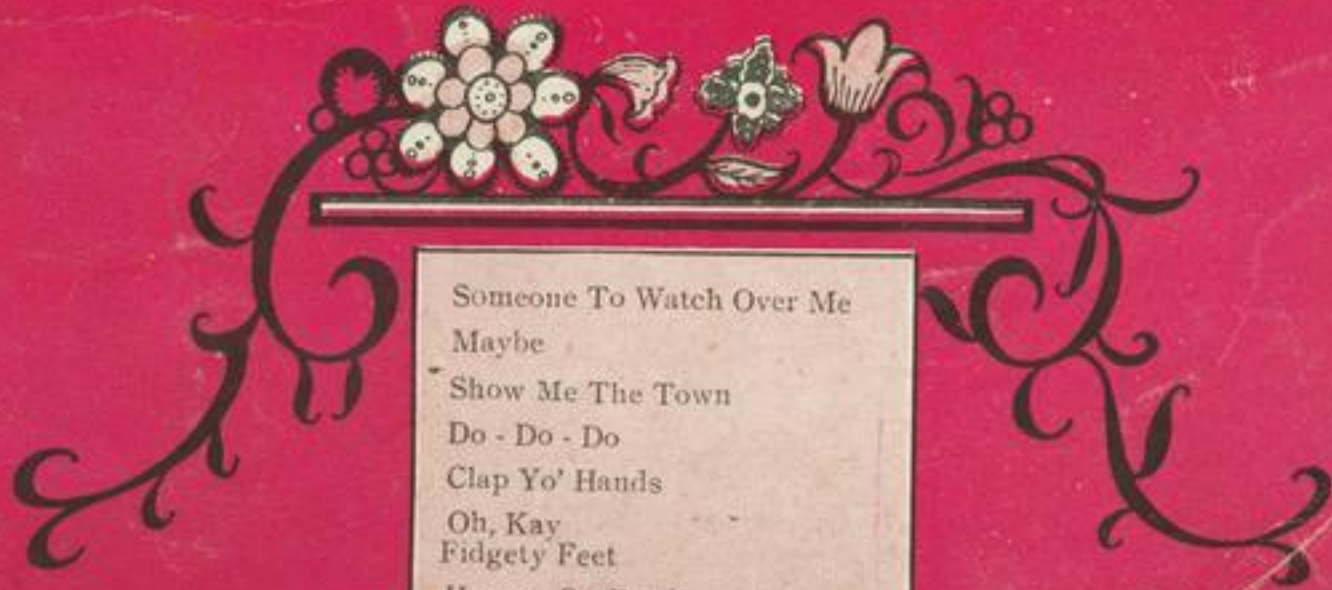 Someone To Watch Over Me
Maybe
Show Me The Town
Do - Do - Do
Clap Yo' Hands
Oh, Kay
Fidgety Feet